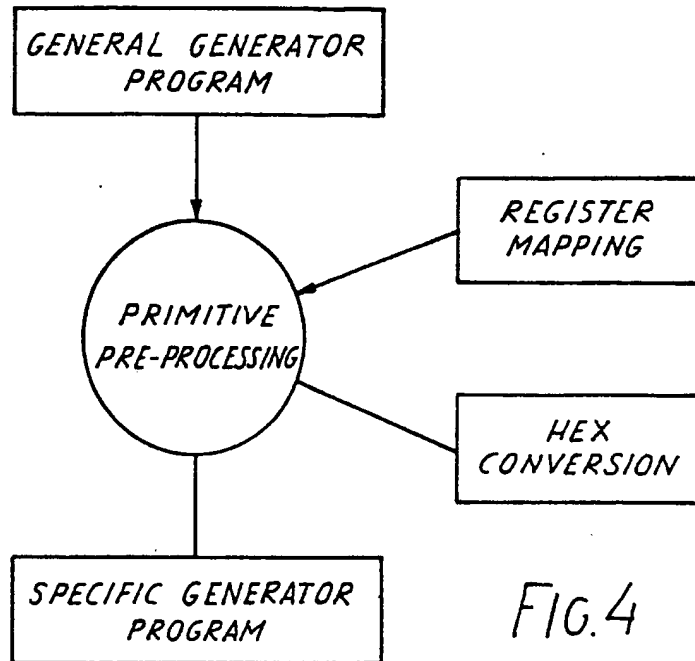 GENERAL GENERATOR
PROGRAM
REGISTER
MAPPING
PRIMITIVE
PRE-PROCESSING
HEX
CONVERSION
SPECIFIC GENERATOR
PROGRAM
FIG.4